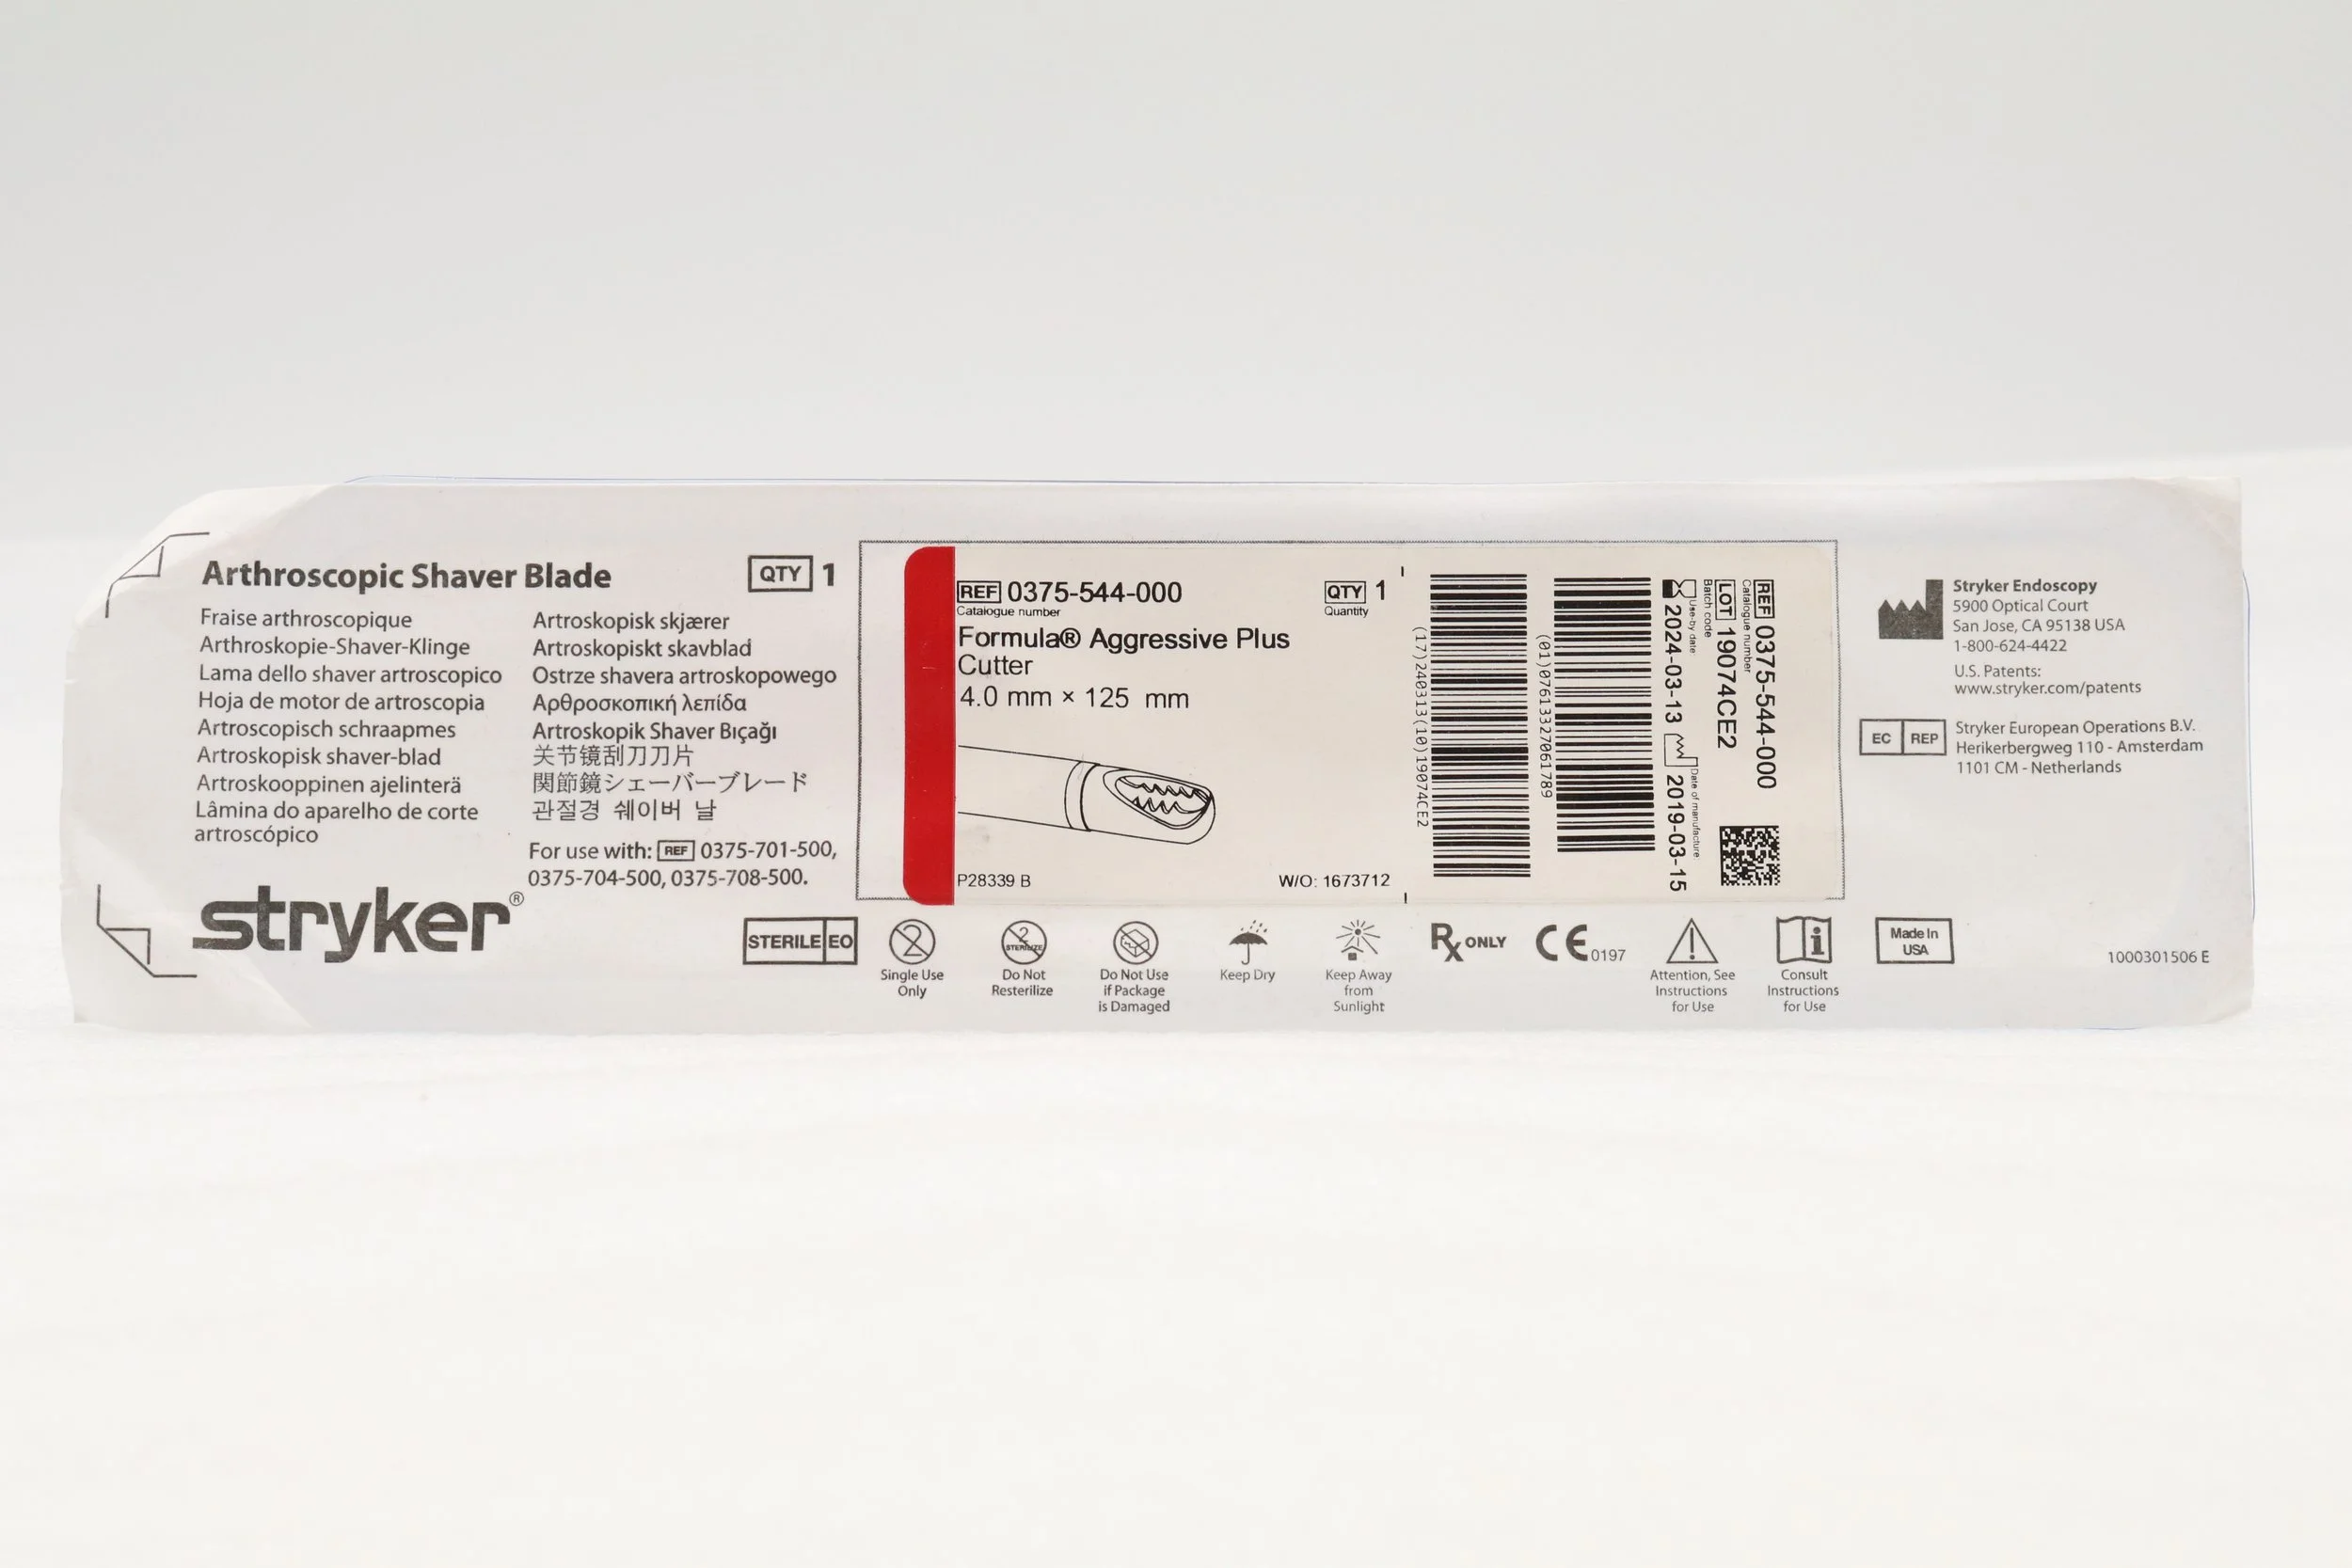 Arthroscopic Shaver Blade
QTY 1
Fraise arthroscopique
Arthroskopie-Shaver-Klinge
Lama dello shaver artroscopico
Hoja de motor de artroscopia
Artroscopisch schraapmes
Artroskopisk shaver-blad
Artroskooppinen ajelinterä
Lâmina do aparelho de corte
artroscópico
Artroskopisk skjærer
Artroskopiskt skavblad
Ostrze shavera artroskopowego
Αρθροσκοπική λεπίδα
Artroskopik Shaver Bıçağı
关节镜刮刀刀片
関節鏡シェーバーブレード
관절경 쉐이버 날
For use with: REF 0375-701-500,
0375-704-500, 0375-708-500.
stryker®
REF 0375-544-000
Catalogue number
QTY 1
Quantity
Formula® Aggressive Plus
Cutter
4.0 mm × 125 mm
P28339 B
W/O: 1673712
(17)240313(10)19074CE2
(01)07613327061789
REF 0375-544-000
Catalogue number
LOT 19074CE2
Batch code
2024-03-13
Use-by date
2019-03-15
Date of manufacture
Stryker Endoscopy
5900 Optical Court
San Jose, CA 95138 USA
1-800-624-4422
U.S. Patents:
www.stryker.com/patents
EC REP
Stryker European Operations B.V.
Herikerbergweg 110 - Amsterdam
1101 CM - Netherlands
STERILE EO
2
Single Use
Only
2
STERILIZE
Do Not
Resterilize
Do Not Use
if Package
is Damaged
Keep Dry
Keep Away
from
Sunlight
Rx ONLY
CE 0197
Attention, See
Instructions
for Use
i
Consult
Instructions
for Use
Made In
USA
1000301506 E